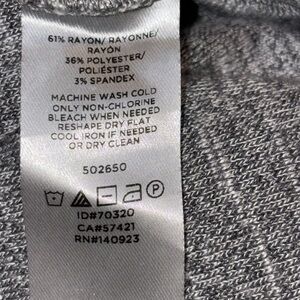 61% RAYON/ RAYONNE/
RAYÓN
36% POLYESTER/
POLIÉSTER
3% SPANDEX
MACHINE WASH COLD
ONLY NON-CHLORINE
BLEACH WHEN NEEDED
RESHAPE DRY FLAT
COOL IRON IF NEEDED
OR DRY CLEAN
502650
ID#70320
CA#57421
RN#140923